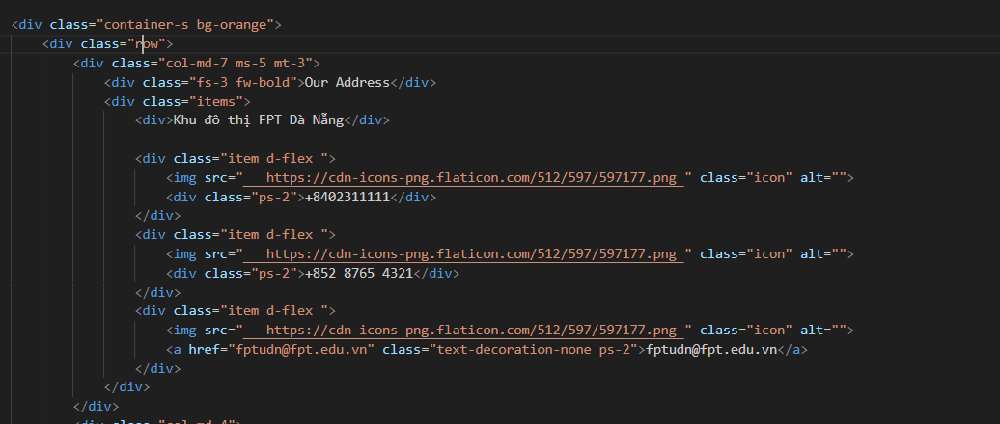 <div class="container-s bg-orange">
<div class="row">
<div class="col-md-7 ms-5 mt-3">
<div class="fs-3 fw-bold">Our Address</div>
<div class="items">
<div>Khu đô thị FPT Đà Nẵng</div>
<div class="item d-flex ">
<img src="   https://cdn-icons-png.flaticon.com/512/597/597177.png " class="icon" alt="">
<div class="ps-2">+8402311111</div>
</div>
<div class="item d-flex ">
<img src="   https://cdn-icons-png.flaticon.com/512/597/597177.png " class="icon" alt="">
<div class="ps-2">+852 8765 4321</div>
</div>
<div class="item d-flex ">
<img src="   https://cdn-icons-png.flaticon.com/512/597/597177.png " class="icon" alt="">
<a href="fptudn@fpt.edu.vn" class="text-decoration-none ps-2">fptudn@fpt.edu.vn</a>
</div>
</div>
</div>
<div class="col-md-4">